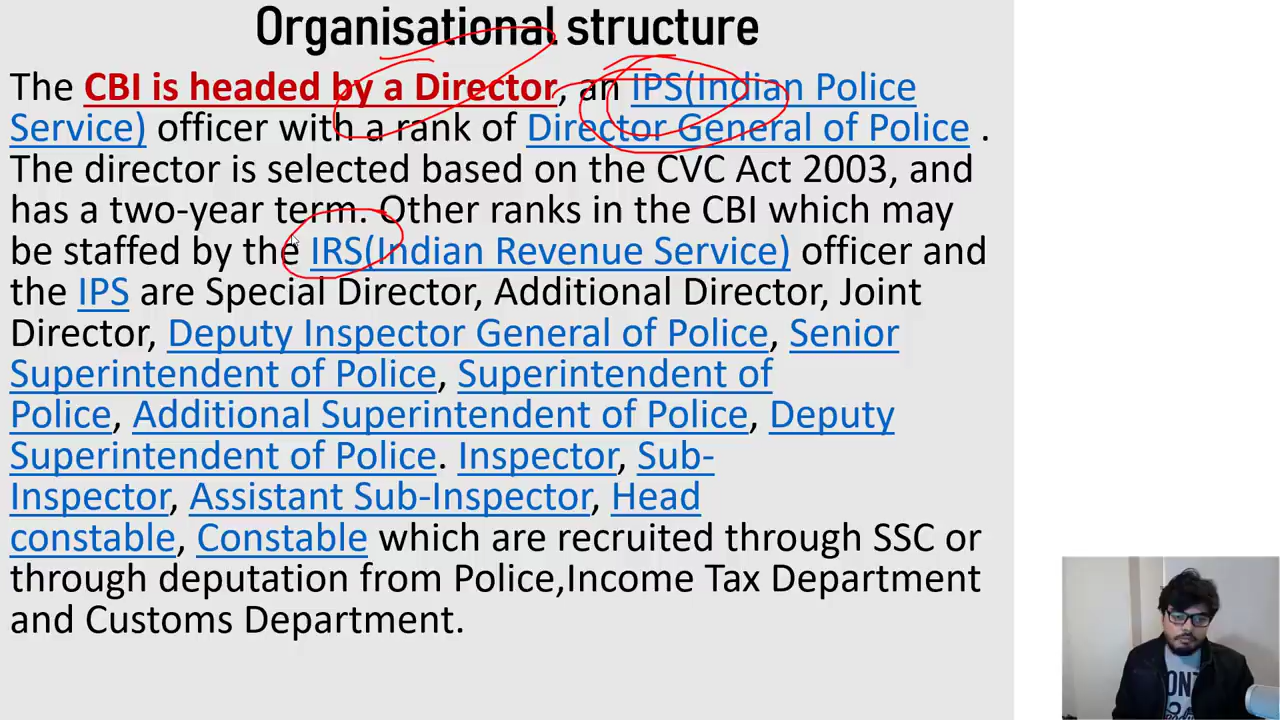 Organisational structure
The CBI is headed by a Director, an IPS(Indian Police
Service) officer with a rank of Director General of Police .
The director is selected based on the CVC Act 2003, and
has a two-year term. Other ranks in the CBI which may
be staffed by the IRS(Indian Revenue Service) officer and
the IPS are Special Director, Additional Director, Joint
Director, Deputy Inspector General of Police, Senior
Superintendent of Police, Superintendent of
Police, Additional Superintendent of Police, Deputy
Superintendent of Police. Inspector, Sub-
Inspector, Assistant Sub-Inspector, Head
constable, Constable which are recruited through SSC or
through deputation from Police,Income Tax Department
and Customs Department.